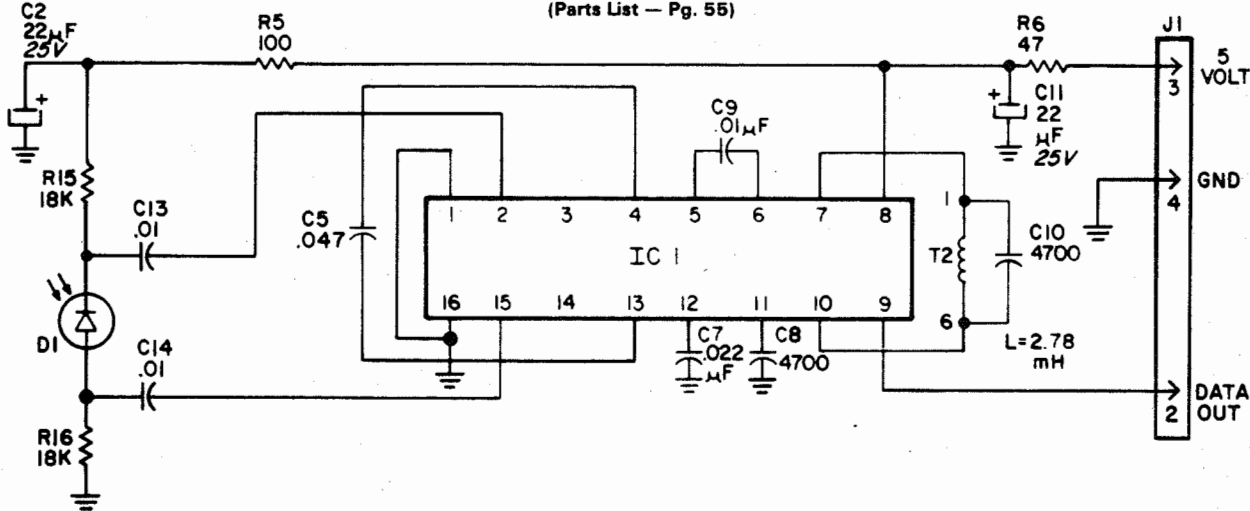 (Parts List — Pg. 55)
C2
22μF
25V
R5
100
R6
47
J1
5
VOLT
3
+
+
C11
22
μF
25V
C9
.01μF
R15
18K
C13
.01
C5
.047
1 2 3 4 5 6 7 8
IC 1
16 15 14 13 12 11 10 9
1
T2
6
C10
4700
L=2.78
mH
GND
4
D1
C14
.01
C7
.022
μF
C8
4700
R16
18K
DATA
OUT
2